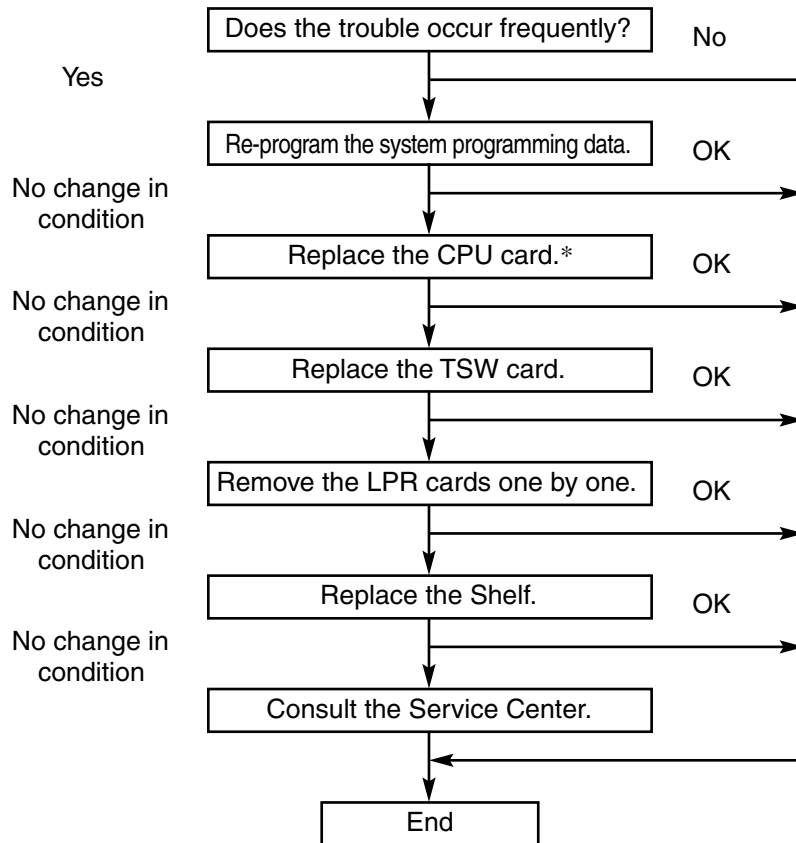 Does the trouble occur frequently?
No
Yes
Re-program the system programming data.
OK
No change in
condition
Replace the CPU card.*
OK
No change in
condition
Replace the TSW card.
OK
No change in
condition
Remove the LPR cards one by one.
OK
No change in
condition
Replace the Shelf.
OK
No change in
condition
Consult the Service Center.
End